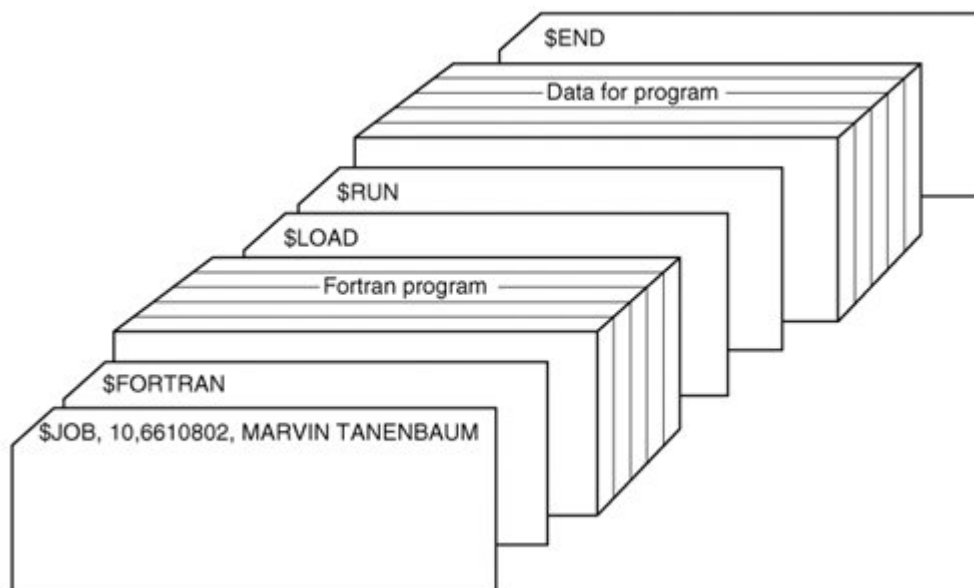 $END
Data for program
$RUN
$LOAD
Fortran program
$FORTRAN
$JOB, 10,6610802, MARVIN TANENBAUM